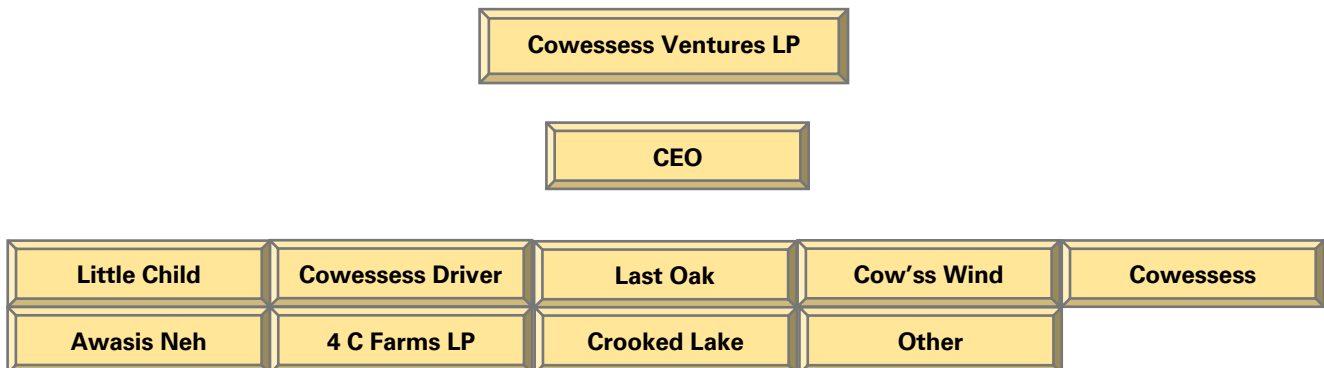 Cowessess Ventures LP
CEO
Little Child
Cowessess Driver
Last Oak
Cow'ss Wind
Cowessess
Awasis Neh
4 C Farms LP
Crooked Lake
Other